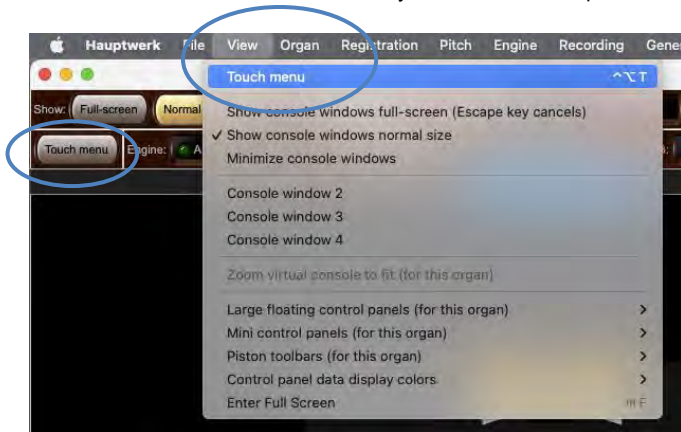 Hauptwerk File View Organ Registration Pitch Engine Recording Gene
Touch menu ^⌥T
Show: Full-screen Normal
Show console windows full-screen (Escape key cancels)
✓ Show console windows normal size
Touch menu Engine: A
Minimize console windows
Console window 2
Console window 3
Console window 4
Zoom virtual console to fit (for this organ)
Large floating control panels (for this organ) >
Mini control panels (for this organ) >
Piston toolbars (for this organ) >
Control panel data display colors >
Enter Full Screen F